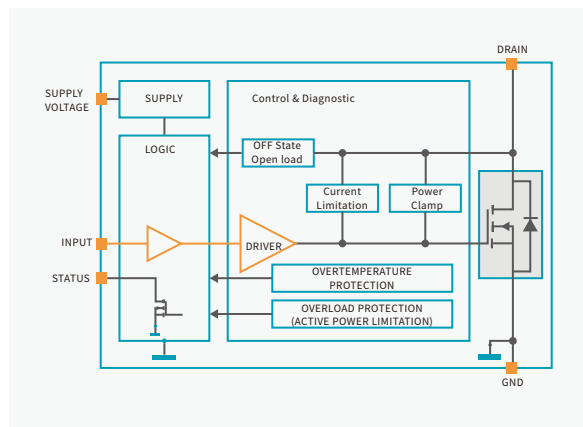 DRAIN
SUPPLY
VOLTAGE
SUPPLY
Control & Diagnostic
LOGIC
OFF State
Open load
Current
Limitation
Power
Clamp
INPUT
DRIVER
STATUS
OVERTEMPERATURE
PROTECTION
OVERLOAD PROTECTION
(ACTIVE POWER LIMITATION)
GND